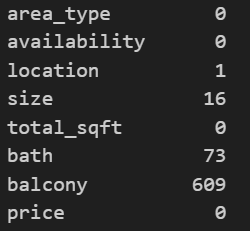 area_type 0
availability 0
location 1
size 16
total_sqft 0
bath 73
balcony 609
price 0